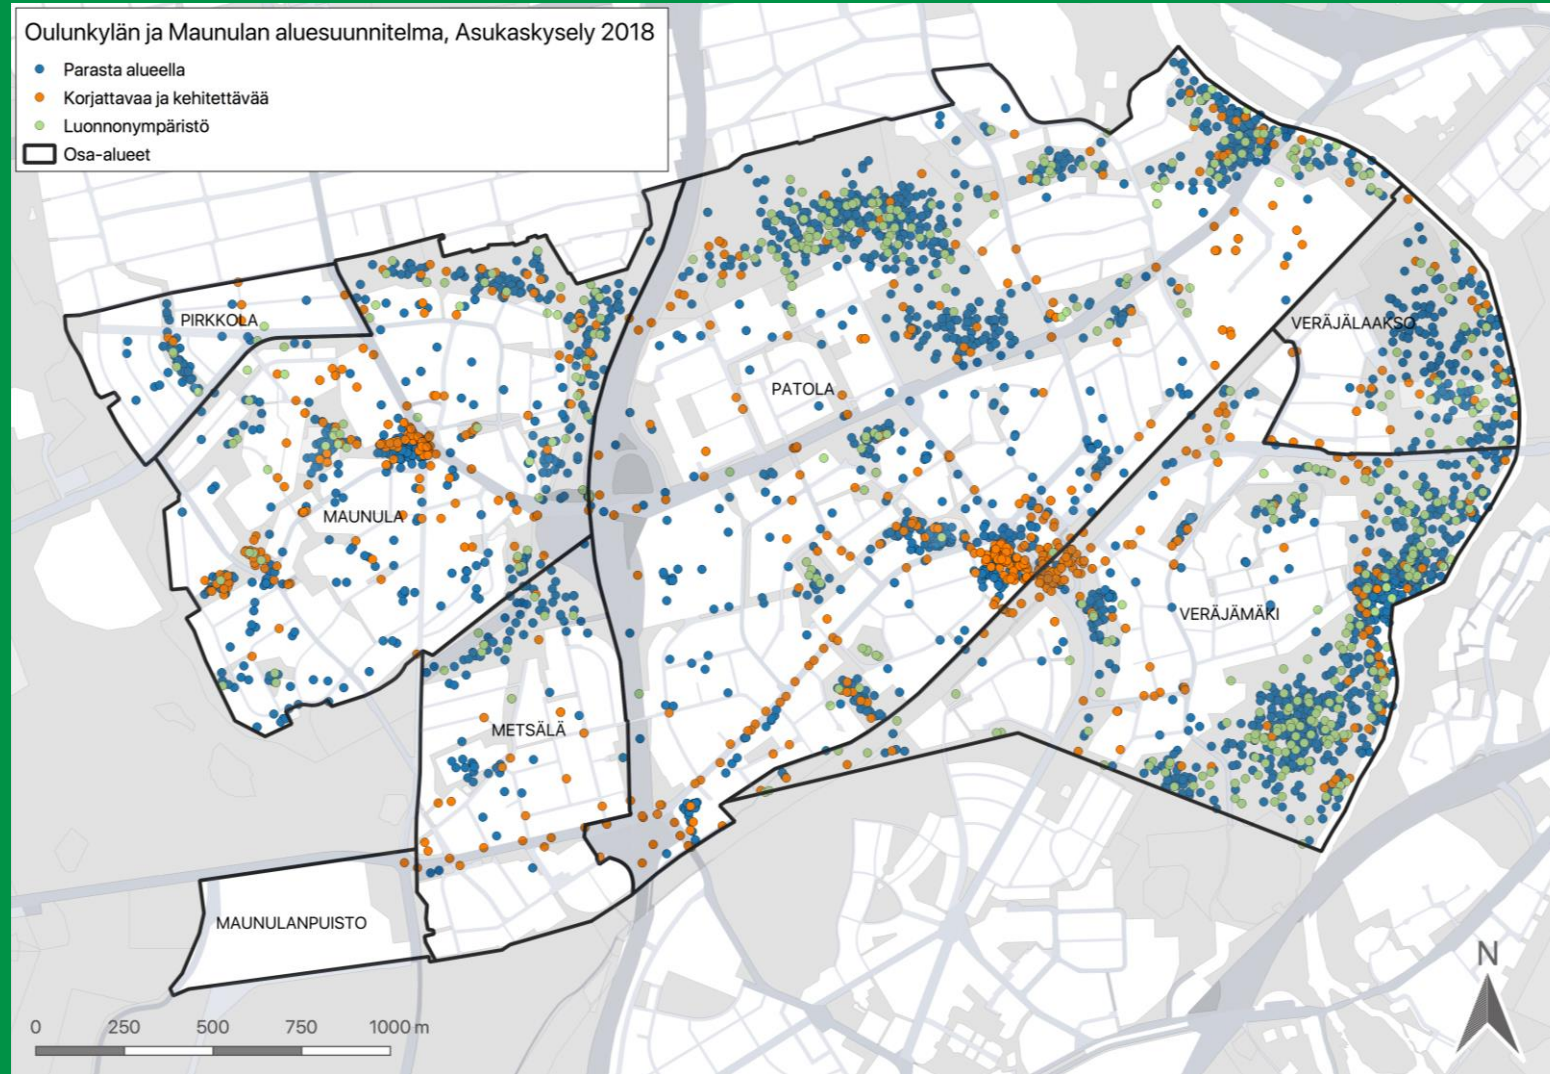 Oulunkylän ja Maunulan aluesuunnitelma, Asukaskysely 2018
Parasta alueella
Korjattavaa ja kehitettävää
Luonnonympäristö
Osa-alueet
PIRKKOLA
VERÄJÄLAAKSO
PATOLA
MAUNULA
VERÄJÄMÄKI
METSÄLÄ
MAUNULANPUISTO
N
0 250 500 750 1000 m